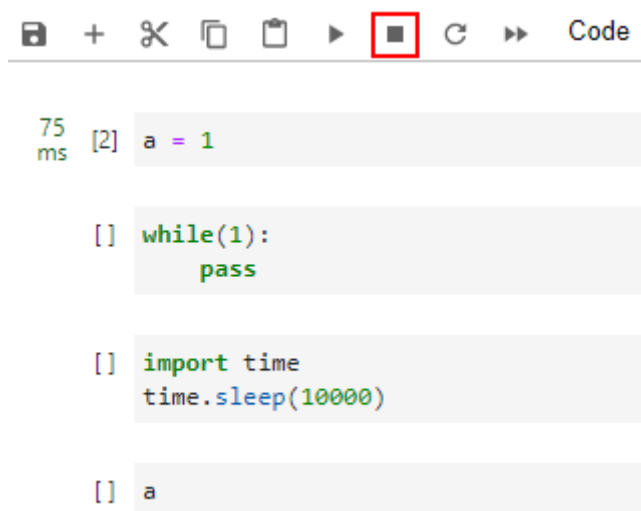 Code
75
ms
[2] a = 1
[] while(1):
pass
[] import time
time.sleep(10000)
[] a